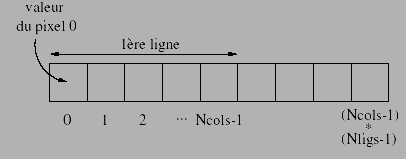 valeur
du pixel 0
1ère ligne
0 1 2 ... Ncols-1
(Ncols-1)
*
(Nligs-1)